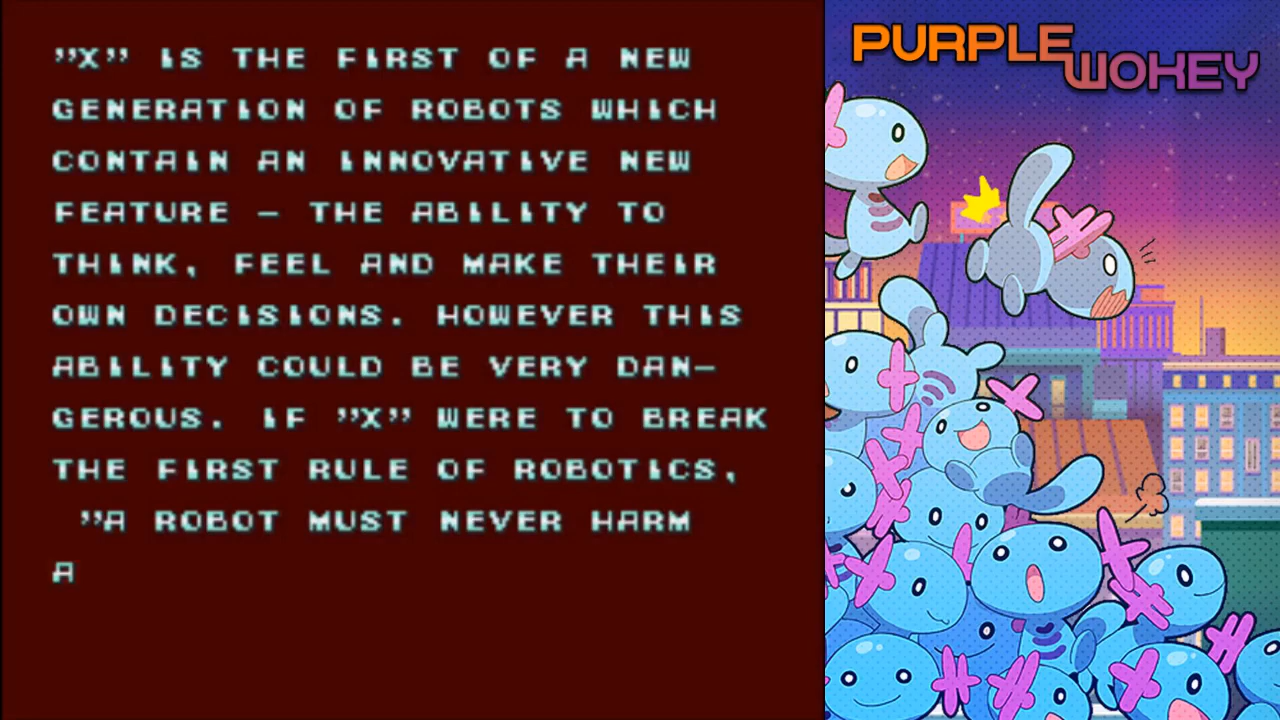 ”X” IS THE FIRST OF A NEW
GENERATION OF ROBOTS WHICH
CONTAIN AN INNOVATIVE NEW
FEATURE – THE ABILITY TO
THINK, FEEL AND MAKE THEIR
OWN DECISIONS. HOWEVER THIS
ABILITY COULD BE VERY DAN–
GEROUS. IF ”X” WERE TO BREAK
THE FIRST RULE OF ROBOTICS,
”A ROBOT MUST NEVER HARM
A
PURPLE
WOKEY